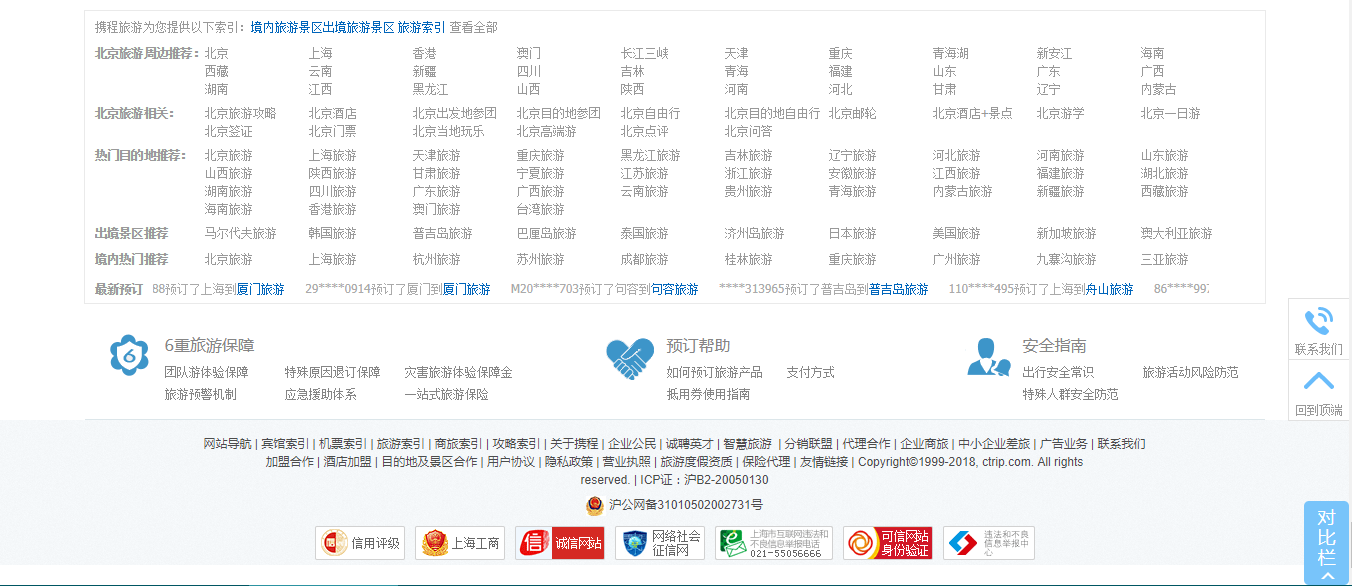 携程旅游为您提供以下索引：境内旅游景区出境旅游景区 旅游索引 查看全部
北京旅游周边推荐： 北京 上海 香港 澳门 长江三峡 天津 重庆 青海湖 新安江 海南
西藏 云南 新疆 四川 吉林 青海 福建 山东 广东 广西
湖南 江西 黑龙江 山西 陕西 河南 河北 甘肃 辽宁 内蒙古
北京旅游相关： 北京旅游攻略 北京酒店 北京出发地参团 北京目的地参团 北京自由行 北京目的地自由行 北京邮轮 北京酒店+景点 北京游学 北京一日游
北京签证 北京门票 北京当地玩乐 北京高端游 北京点评 北京问答
热门目的地推荐： 北京旅游 上海旅游 天津旅游 重庆旅游 黑龙江旅游 吉林旅游 辽宁旅游 河北旅游 河南旅游 山东旅游
山西旅游 陕西旅游 甘肃旅游 宁夏旅游 江苏旅游 浙江旅游 安徽旅游 江西旅游 福建旅游 湖北旅游
湖南旅游 四川旅游 广东旅游 广西旅游 云南旅游 贵州旅游 青海旅游 内蒙古旅游 新疆旅游 西藏旅游
海南旅游 香港旅游 澳门旅游 台湾旅游
出境景区推荐 马尔代夫旅游 韩国旅游 普吉岛旅游 巴厘岛旅游 泰国旅游 济州岛旅游 日本旅游 美国旅游 新加坡旅游 澳大利亚旅游
境内热门推荐 北京旅游 上海旅游 杭州旅游 苏州旅游 成都旅游 桂林旅游 重庆旅游 广州旅游 九寨沟旅游 三亚旅游
最新预订 88预订了上海到厦门旅游 29****0914预订了厦门到厦门旅游 M20****703预订了句容到句容旅游 ****313965预订了普吉岛到普吉岛旅游 110****495预订了上海到舟山旅游 86****99
6
6重旅游保障
团队游体验保障 特殊原因退订保障 灾害旅游体验保障金
旅游预警机制 应急援助体系 一站式旅游保险
预订帮助
如何预订旅游产品 支付方式
抵用券使用指南
安全指南
出行安全常识 旅游活动风险防范
特殊人群安全防范
联系我们
回到顶端
网站导航 | 宾馆索引 | 机票索引 | 旅游索引 | 商旅索引 | 攻略索引 | 关于携程 | 企业公民 | 诚聘英才 | 智慧旅游 | 分销联盟 | 代理合作 | 企业商旅 | 中小企业差旅 | 广告业务 | 联系我们
加盟合作 | 酒店加盟 | 目的地及景区合作 | 用户协议 | 隐私政策 | 营业执照 | 旅游度假资质 | 保险代理 | 友情链接 | Copyright©1999-2018, ctrip.com. All rights
reserved. | ICP证：沪B2-20050130
沪公网备31010502002731号
信用评级
上海工商
信 诚信网站
网络社会
征信网
上海市互联网违法和
不良信息举报电话
021-55056666
可信网站
身份验证
违法和不良
信息举报中
心
对比栏